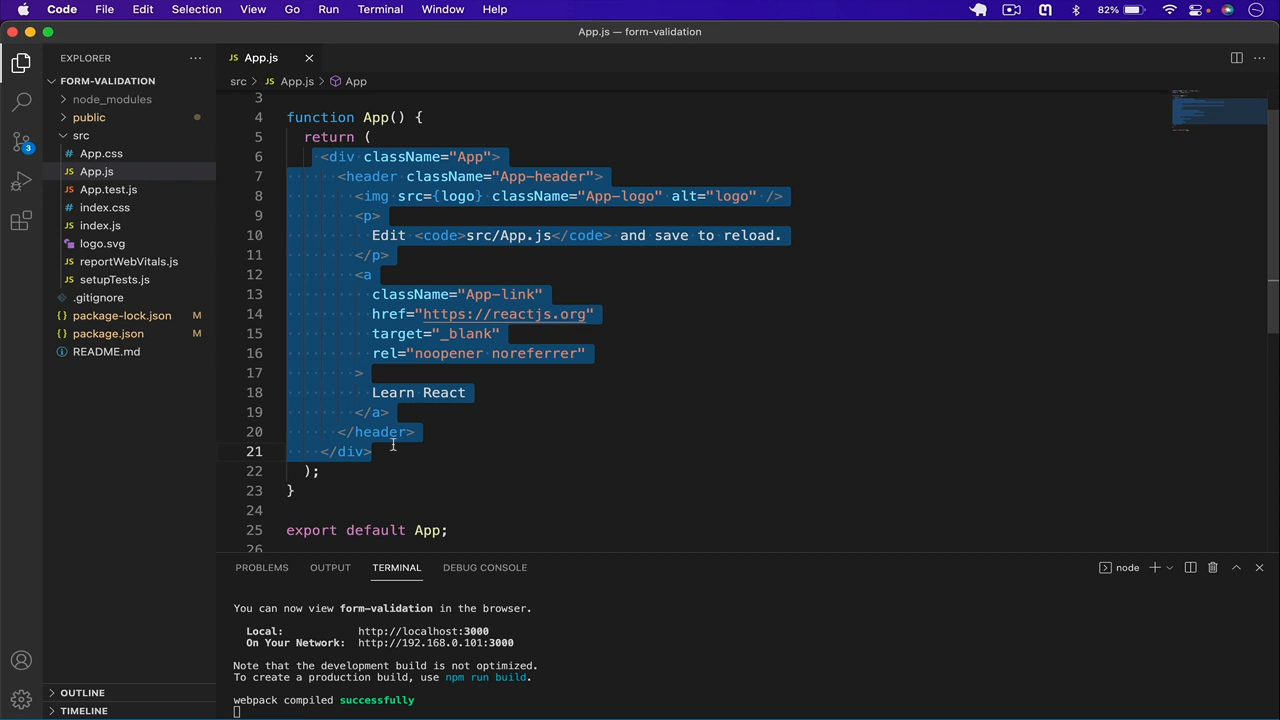 Code File Edit Selection View Go Run Terminal Window Help 82%
App.js — form-validation
EXPLORER
FORM-VALIDATION
node_modules
public
src
# App.css
JS App.js
JS App.test.js
# index.css
JS index.js
logo.svg
JS reportWebVitals.js
JS setupTests.js
.gitignore
{} package-lock.json M
{} package.json M
README.md
OUTLINE
TIMELINE
3
JS App.js
src > JS App.js > App
3
4 function App() {
5 return (
6 <div className="App">
7 <header className="App-header">
8 <img src={logo} className="App-logo" alt="logo" />
9 <p>
10 Edit <code>src/App.js</code> and save to reload.
11 </p>
12 <a
13 className="App-link"
14 href="https://reactjs.org"
15 target="_blank"
16 rel="noopener noreferrer"
17 >
18 Learn React
19 </a>
20 </header>
21 </div>
22 );
23 }
24
25 export default App;
26
PROBLEMS OUTPUT TERMINAL DEBUG CONSOLE node
You can now view form-validation in the browser.
Local: http://localhost:3000
On Your Network: http://192.168.0.101:3000
Note that the development build is not optimized.
To create a production build, use npm run build.
webpack compiled successfully